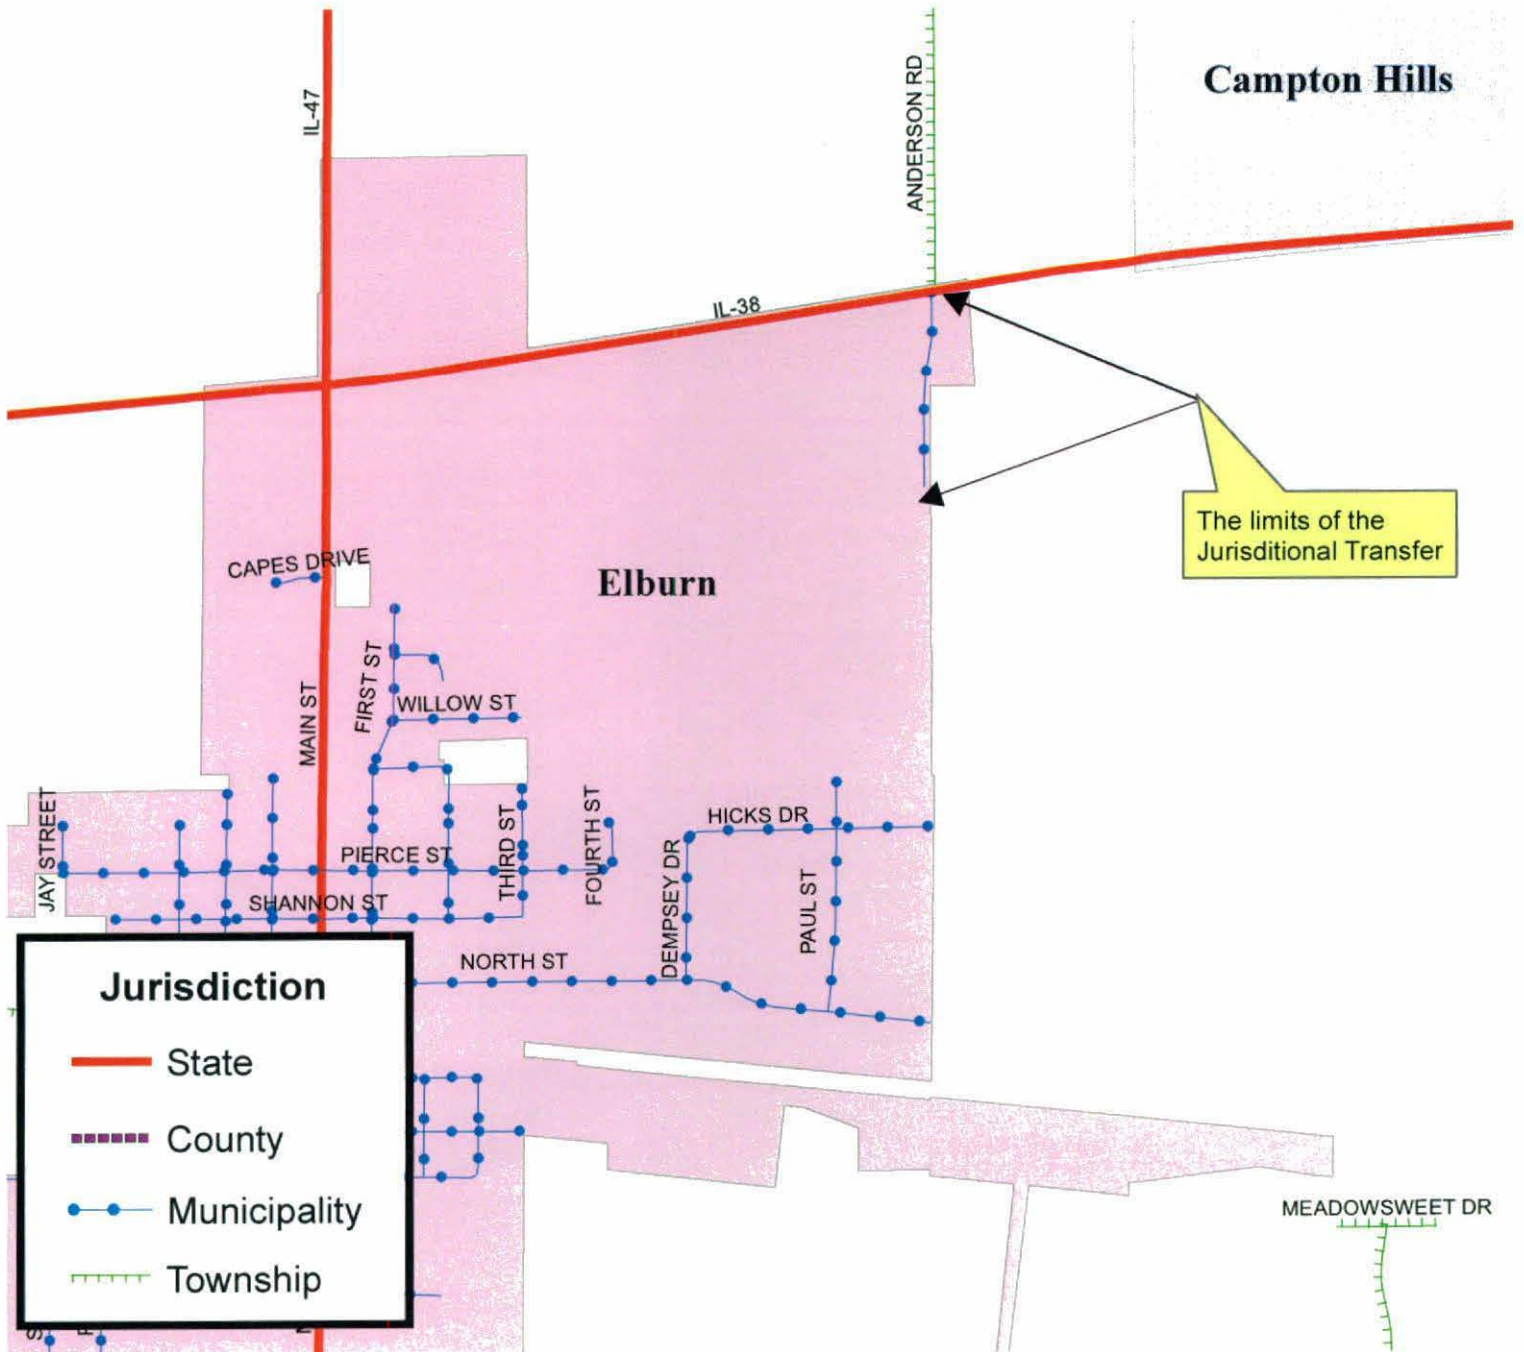 IL-47
ANDERSON RD
Campton Hills
IL-38
The limits of the
Jurisditional Transfer
CAPES DRIVE
Elburn
FIRST ST
MAIN ST
WILLOW ST
JAY STREET
PIERCE ST
THIRD ST
FOURTH ST
HICKS DR
DEMPSEY DR
PAUL ST
SHANNON ST
NORTH ST
Jurisdiction
State
County
Municipality
Township
MEADOWSWEET DR